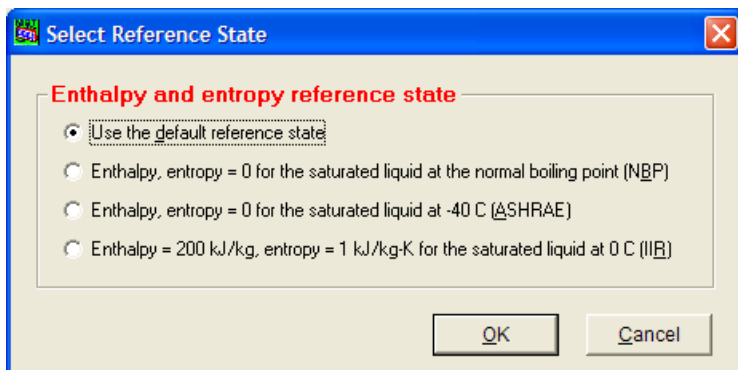 Select Reference State
Enthalpy and entropy reference state
Use the default reference state
Enthalpy, entropy = 0 for the saturated liquid at the normal boiling point (NBP)
Enthalpy, entropy = 0 for the saturated liquid at -40 C (ASHRAE)
Enthalpy = 200 kJ/kg, entropy = 1 kJ/kg-K for the saturated liquid at 0 C (IIR)
OK Cancel